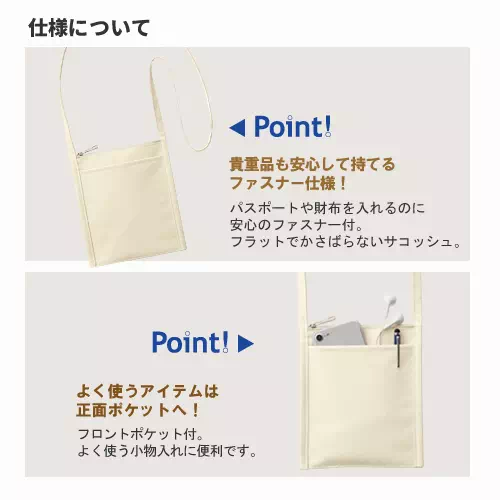 仕様について
Point!
貴重品も安心して持てる
ファスナー仕様！
パスポートや財布を入れるのに
安心のファスナー付。
フラットでかさばらないサコッシュ。
Point!
よく使うアイテムは
正面ポケットへ！
フロントポケット付。
よく使う小物入れに便利です。